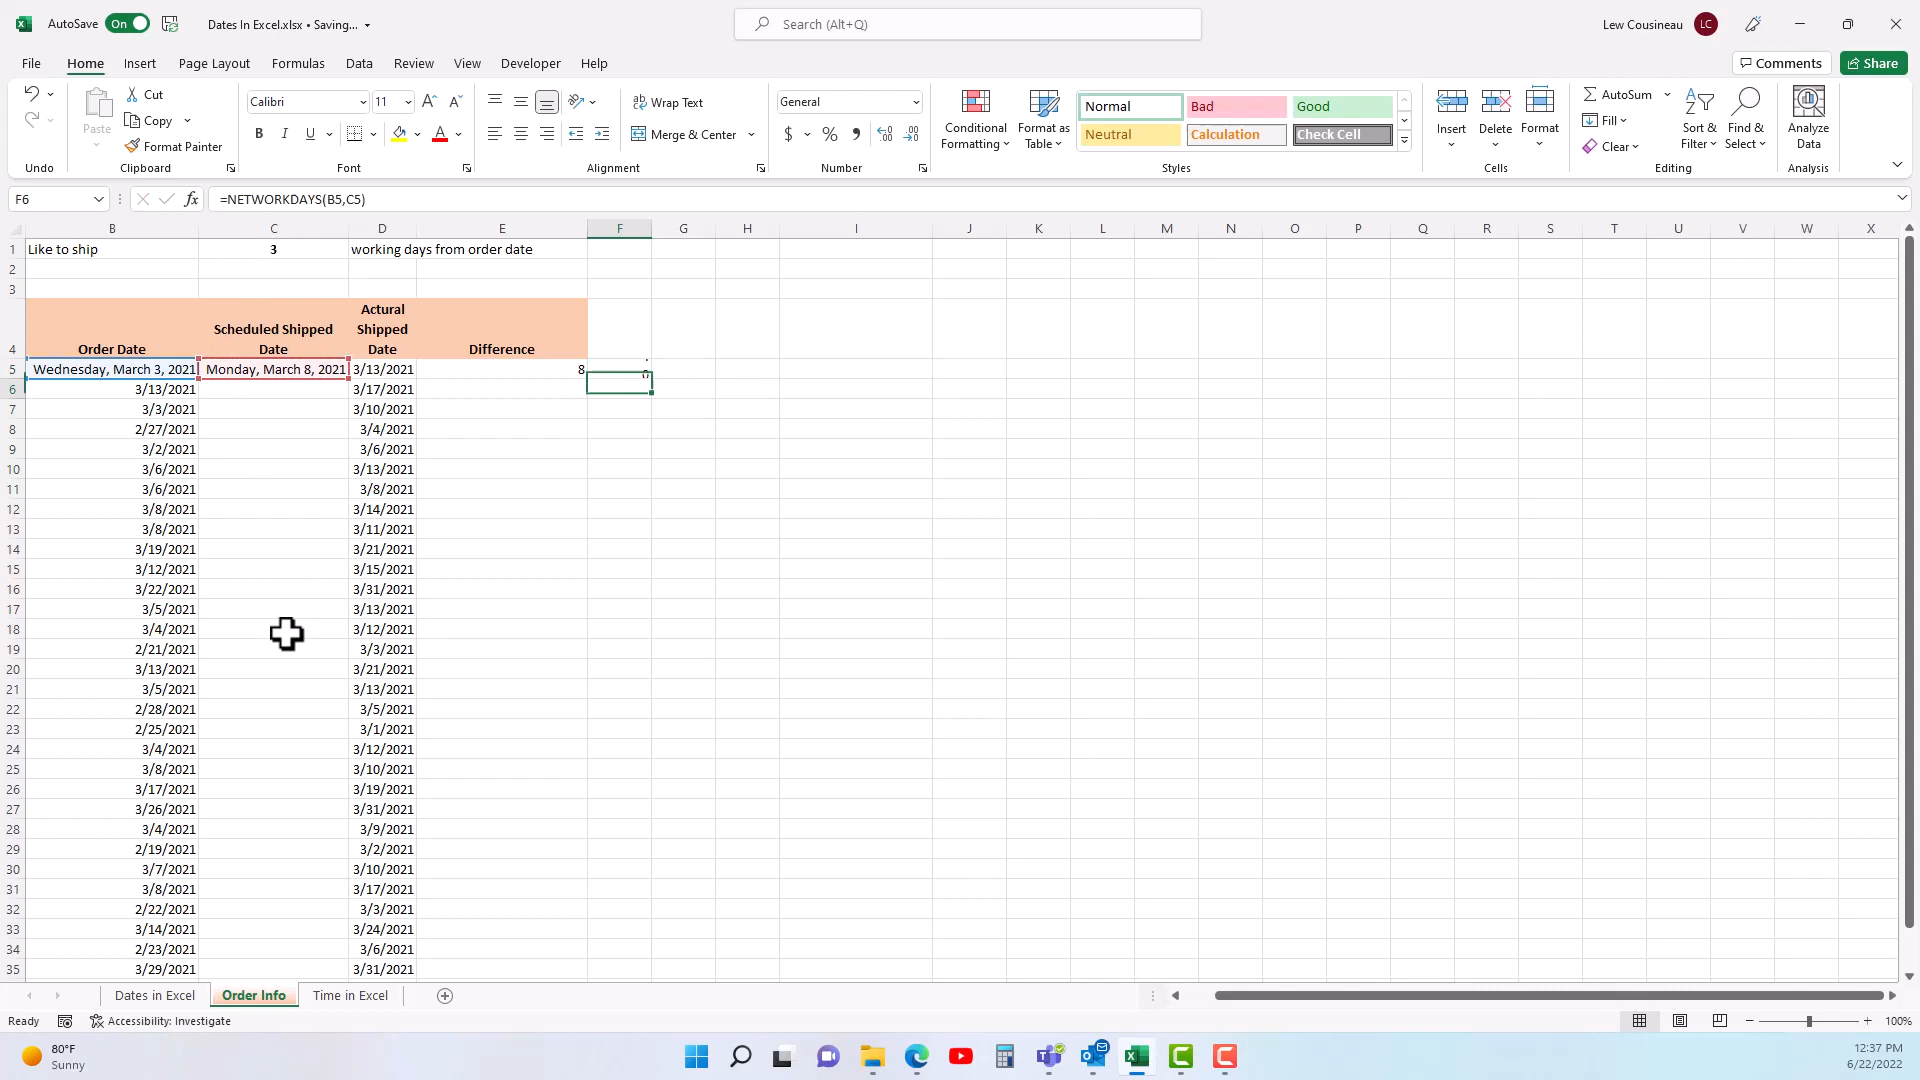 AutoSave On Dates In Excel.xlsx • Saving... Search (Alt+Q) Lew Cousineau LC
File Home Insert Page Layout Formulas Data Review View Developer Help Comments Share
Paste Cut Copy Format Painter Calibri 11 Wrap Text Merge & Center General Conditional Formatting Format as Table Normal Bad Good Neutral Calculation Check Cell Insert Delete Format AutoSum Fill Clear Sort & Filter Find & Select Analyze Data
Undo Clipboard Font Alignment Number Styles Cells Editing Analysis
F6 fx =NETWORKDAYS(B5,C5)
B C D E F G H I J K L M N O P Q R S T U V W X
1 Like to ship 3 working days from order date
2
3
4 Order Date Scheduled Shipped Date Actural Shipped Date Difference
5 Wednesday, March 3, 2021 Monday, March 8, 2021 3/13/2021 8
6 3/13/2021 3/17/2021
7 3/3/2021 3/10/2021
8 2/27/2021 3/4/2021
9 3/2/2021 3/6/2021
10 3/6/2021 3/13/2021
11 3/6/2021 3/8/2021
12 3/8/2021 3/14/2021
13 3/8/2021 3/11/2021
14 3/19/2021 3/21/2021
15 3/12/2021 3/15/2021
16 3/22/2021 3/31/2021
17 3/5/2021 3/13/2021
18 3/4/2021 3/12/2021
19 2/21/2021 3/3/2021
20 3/13/2021 3/21/2021
21 3/5/2021 3/13/2021
22 2/28/2021 3/5/2021
23 2/25/2021 3/1/2021
24 3/4/2021 3/12/2021
25 3/8/2021 3/10/2021
26 3/17/2021 3/19/2021
27 3/26/2021 3/31/2021
28 3/4/2021 3/9/2021
29 2/19/2021 3/2/2021
30 3/7/2021 3/10/2021
31 3/8/2021 3/17/2021
32 2/22/2021 3/3/2021
33 3/14/2021 3/24/2021
34 2/23/2021 3/6/2021
35 3/29/2021 3/31/2021
Dates in Excel Order Info Time in Excel
Ready Accessibility: Investigate 100%
80°F
Sunny
12:37 PM
6/22/2022